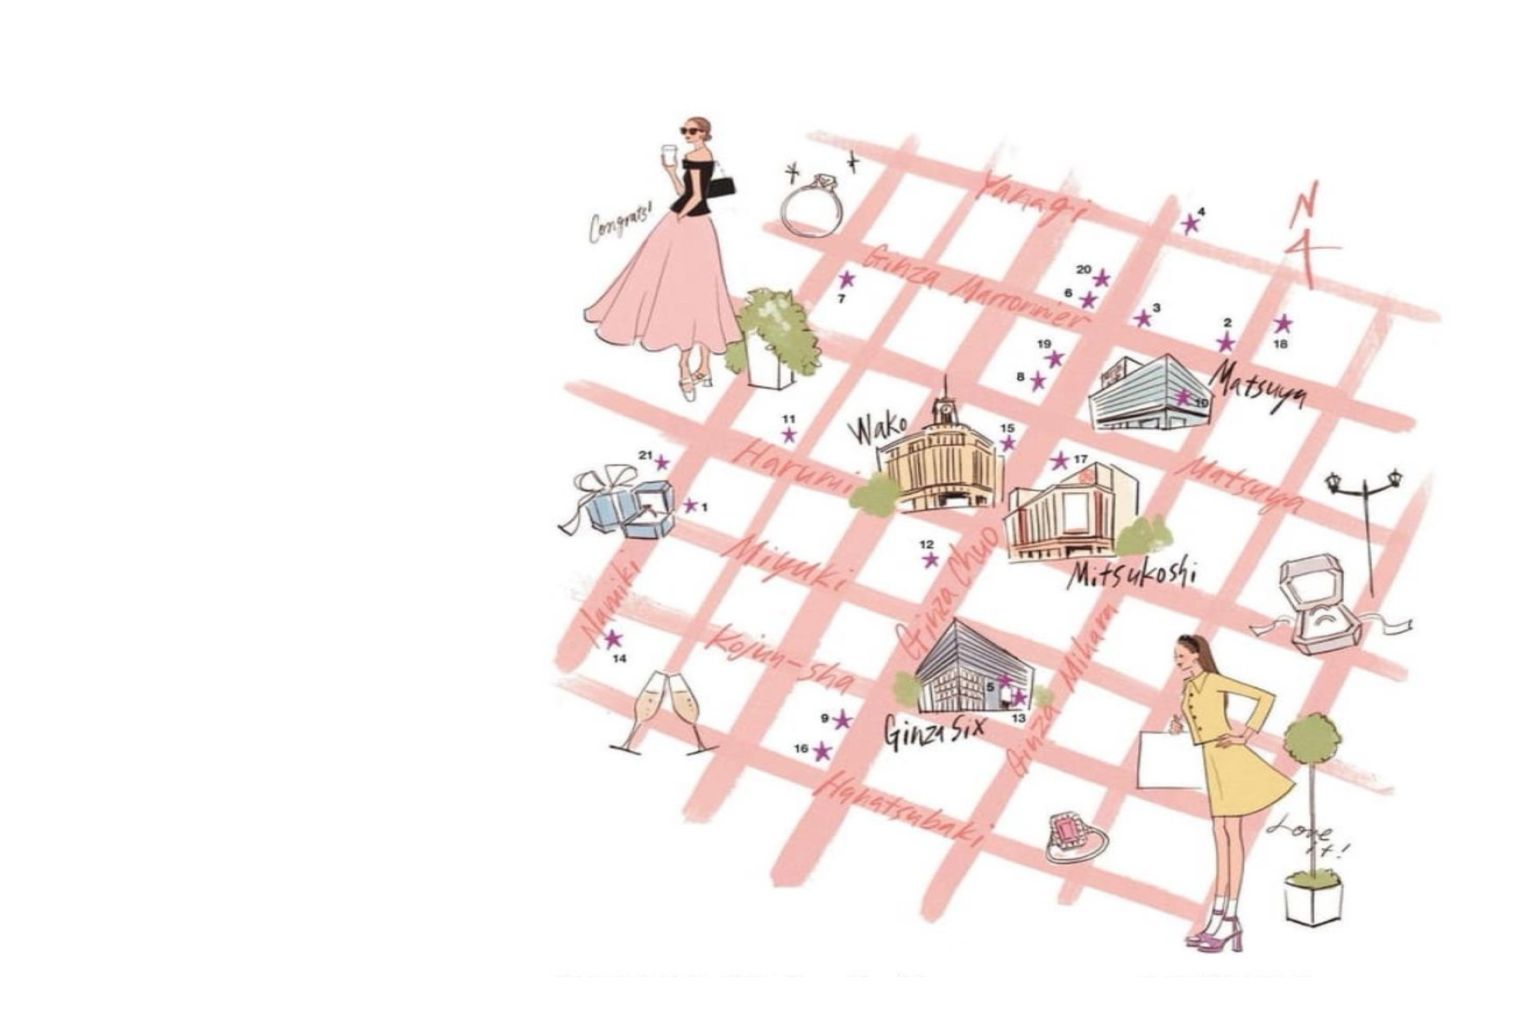 Yanagi
N
4
Congrats!
Ginza Marronnier
20
7
6
3
2
18
19
8
Matsuya
10
11
Wako
15
17
21
Harumi
Matsuya
1
12
Miyuki
Mitsukoshi
Namiki
Ginza Chuo
14
Kojun-sha
Ginza Mihara
5
9
13
Ginza Six
16
Hanatsubaki
Love
it!